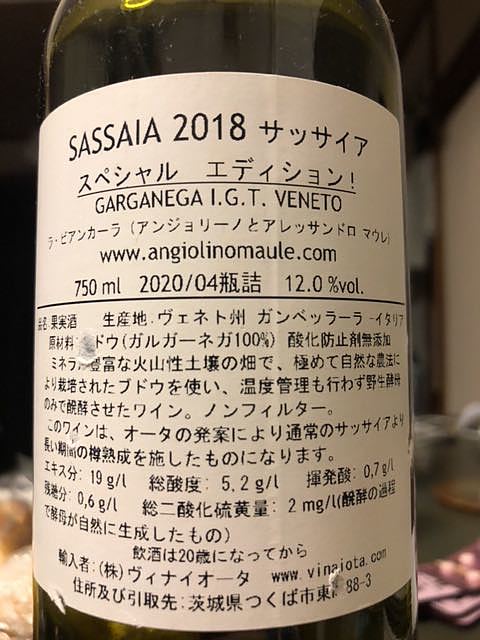 SASSAIA 2018 サッサイア
スペシャル エディション!
GARGANEGA I.G.T. VENETO
ラ・ビアンカーラ (アンジョリーノとアレッサンドロ マウレ)
www.angiolinomaule.com
750 ml 2020/04瓶詰 12.0 %vol.
品名:果実酒 生産地:ヴェネト州 ガンベッラーラ -イタリア
原材料 ドウ(ガルガーネガ100%) 酸化防止剤無添加
ミネラル豊富な火山性土壌の畑で、極めて自然な農法に
より栽培されたブドウを使い、温度管理も行わず野生酵母
のみで醗酵させたワイン。ノンフィルター。
このワインは、オータの発案により通常のサッサイアより
長い期間の樽熟成を施したものになります。
エキス分: 19 g/l 総酸度: 5,2 g/l 揮発酸: 0,7 g/l
残糖分: 0,6 g/l 総二酸化硫黄量: 2 mg/l(醗酵の過程
で酵母が自然に生成したもの)
飲酒は20歳になってから
輸入者:(株)ヴィナイオータ www.vinaiota.com
住所及び引取先:茨城県つくば市東 88-3